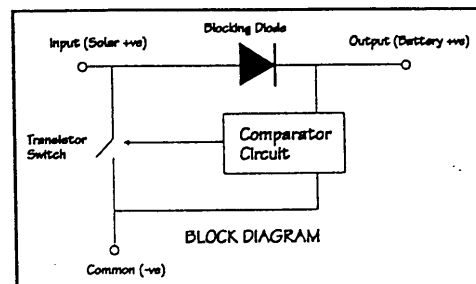 Blocking Diode
Input (Solar +ve)
Output (Battery +ve)
Transistor
Switch
Comparator
Circuit
BLOCK DIAGRAM
Common (-ve)